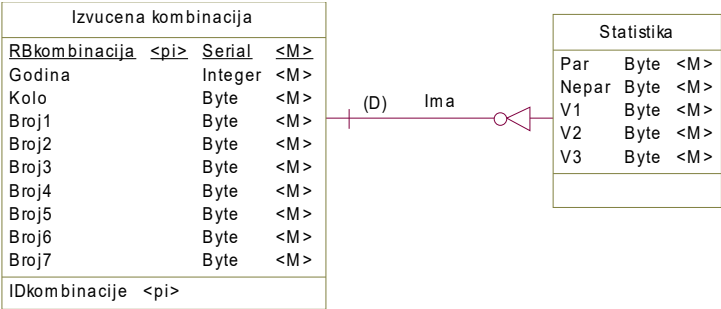 Izvucena kombinacija
RBkombinacija <pi> Serial <M>
Godina Integer <M>
Kolo Byte <M>
Broj1 Byte <M>
Broj2 Byte <M>
Broj3 Byte <M>
Broj4 Byte <M>
Broj5 Byte <M>
Broj6 Byte <M>
Broj7 Byte <M>
IDkombinacije <pi>
(D) Ima
Statistika
Par Byte <M>
Nepar Byte <M>
V1 Byte <M>
V2 Byte <M>
V3 Byte <M>